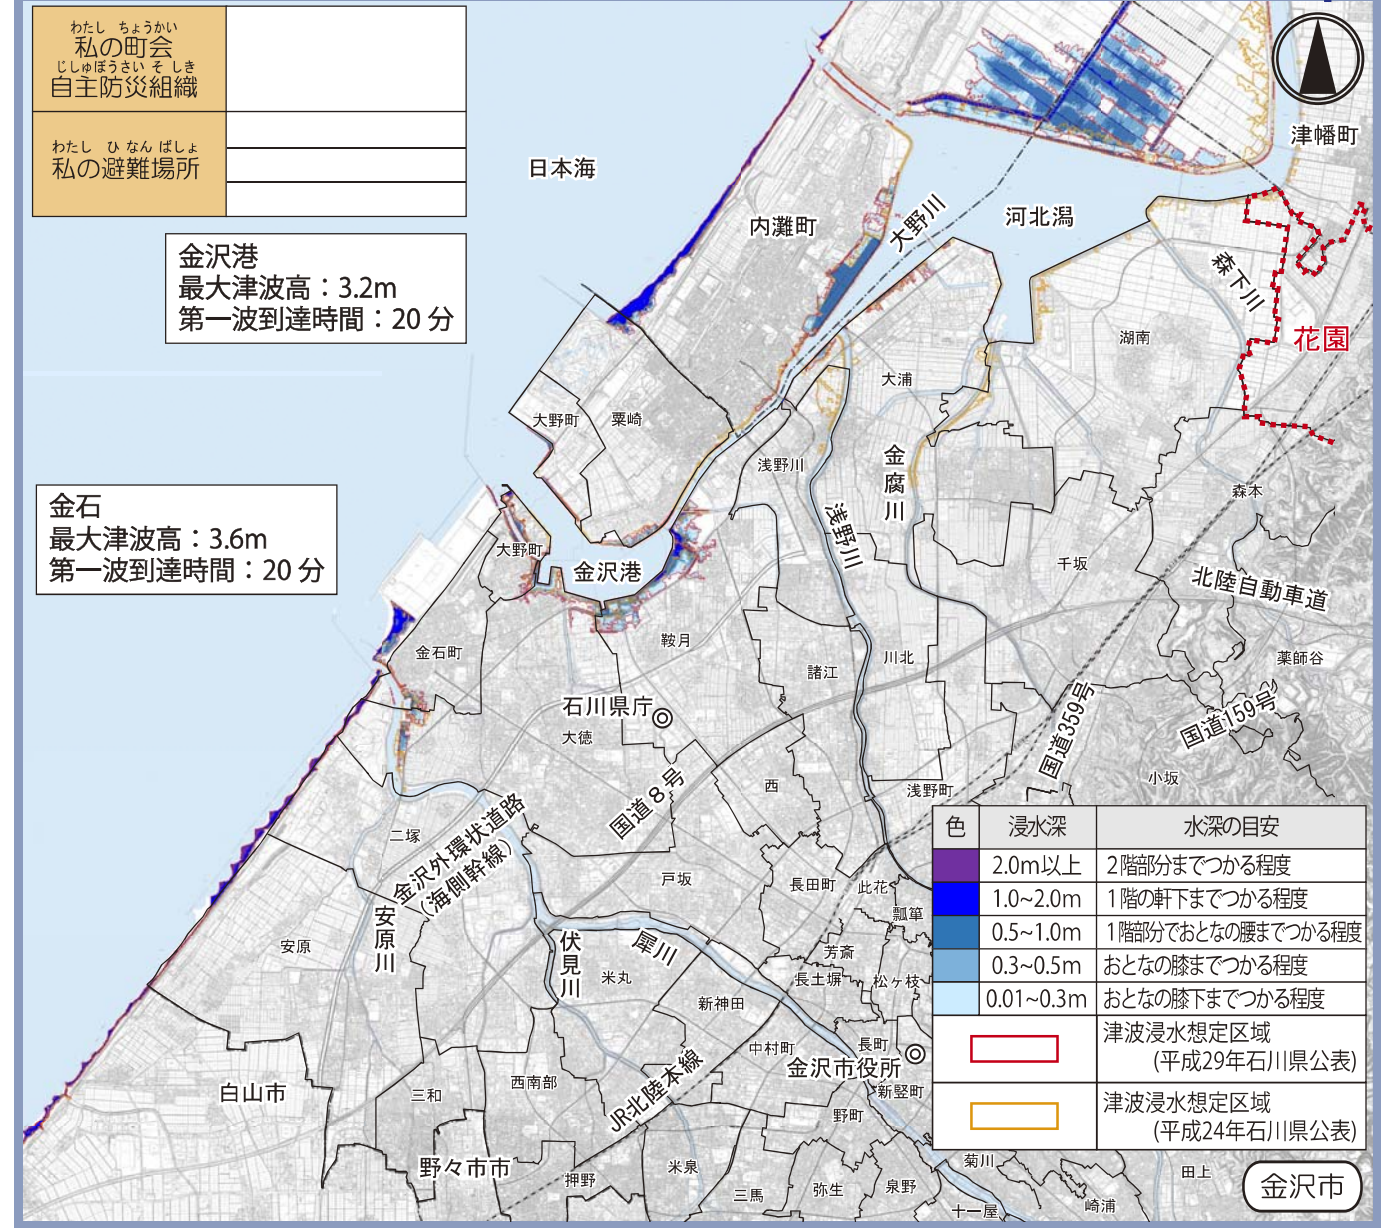 わたし ちょうかい
私の町会
じしゅぼうさい そ しき
自主防災組織
わたし ひ なん ばしょ
私の避難場所
金沢港
最大津波高：3.2m
第一波到達時間：20 分
金石
最大津波高：3.6m
第一波到達時間：20 分
日本海
津幡町
内灘町
大野川
河北潟
森下川
花園
湖南
大浦
大野町
粟崎
浅野川
金腐川
浅野川
森本
大野町
金沢港
千坂
北陸自動車道
金石町
鞍月
諸江
川北
薬師谷
石川県庁
大徳
国道359号
国道159号
国道８号
西
浅野町
小坂
二塚
金沢外環状道路
（海側幹線）
戸坂
長田町
此花
瓢箪
安原
安原川
伏見川
犀川
米丸
芳斎
長土塀
松ヶ枝
新神田
中村町
長町
金沢市役所
新竪町
白山市
三和
西南部
JR北陸本線
野町
野々市市
押野
米泉
三馬
弥生
泉野
菊川
十一屋
崎浦
田上
色 浸水深 水深の目安
2.0m以上 2階部分までつかる程度
1.0~2.0m 1階の軒下までつかる程度
0.5~1.0m 1階部分でおとなの腰までつかる程度
0.3~0.5m おとなの膝までつかる程度
0.01~0.3m おとなの膝下までつかる程度
津波浸水想定区域
(平成29年石川県公表)
津波浸水想定区域
(平成24年石川県公表)
金沢市